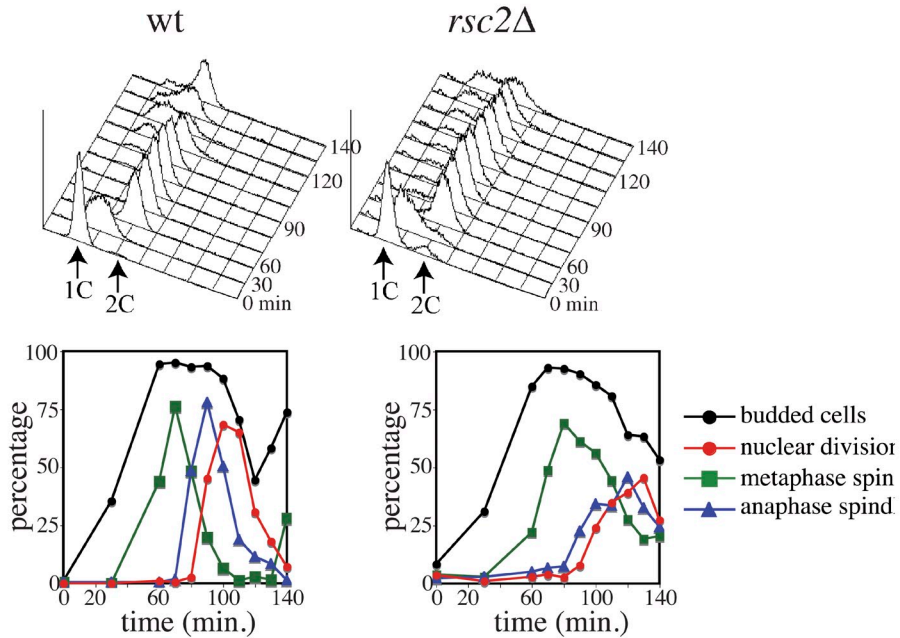 wt
rsc2Δ
140
120
90
60
30
0 min
1C
2C
140
120
90
60
30
0 min
1C
2C
100
75
50
25
0
percentage
0 20 60 100 140
time (min.)
100
75
50
25
0
percentage
0 20 60 100 140
time (min.)
budded cells
nuclear division
metaphase spin
anaphase spindl